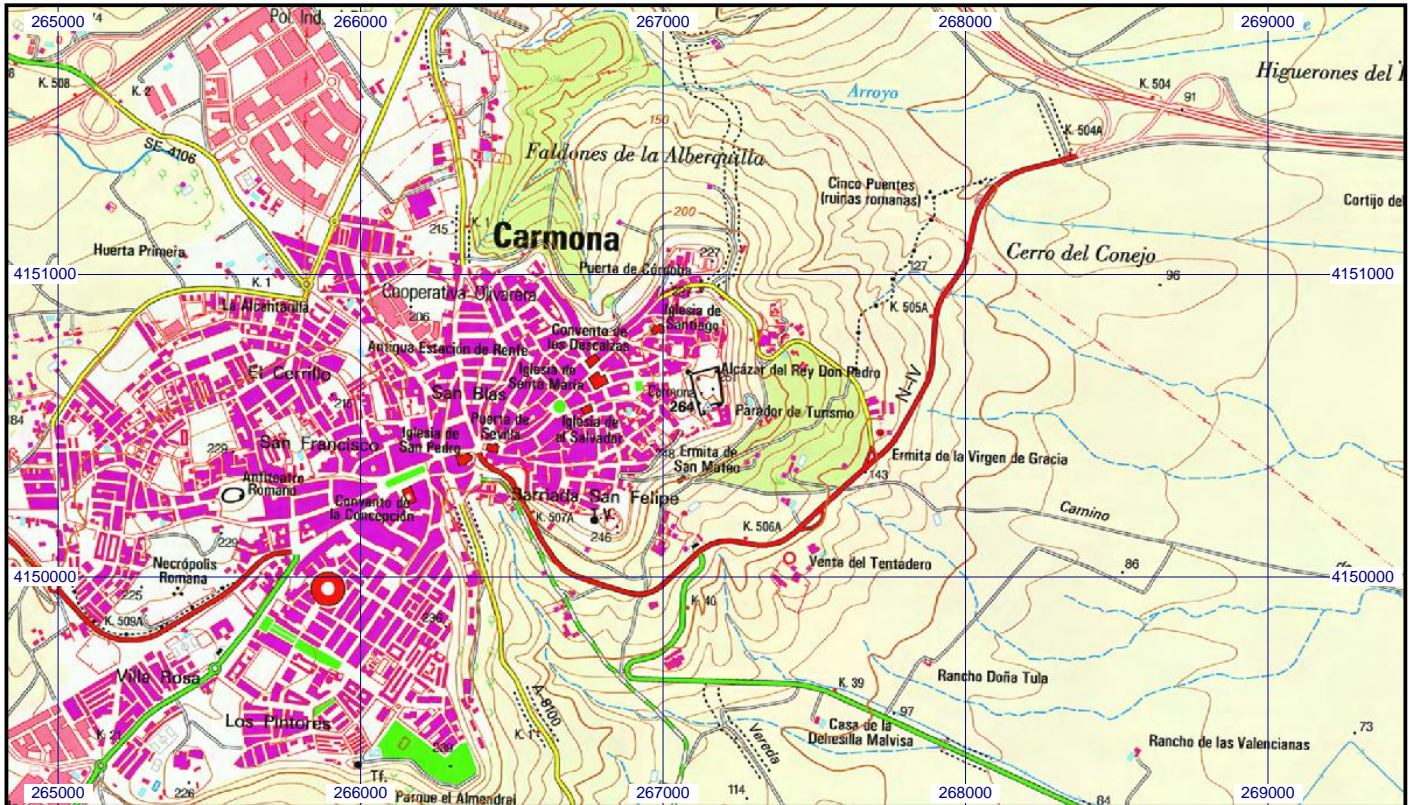 265000
266000
267000
268000
269000
Pol. Ind.
K. 508
K. 2
K. 504
91
Higuerones del
Arroyo
150
K. 504A
SE-4106
Faldones de la Alberquilla
Cinco Puentes
(ruinas romanas)
Cortijo del
200
215
K. 1
Carmona
227
Huerta Primera
Puerta de Córdoba
Cerro del Conejo
127
96
4151000
4151000
K. 1
La Alcantarilla
Cooperativa Olivarera
206
K. 505A
Iglesia de
Santiago
Convento de
las Descalzas
Antigua Estación de Renfe
El Cerrillo
Iglesia de
Santa María
Alcázar del Rey Don Pedro
N-IV
San Blas
Carmona
264
Parador de Turismo
84
Puerta de
Sevilla
Iglesia de
el Salvador
228
San Francisco
Iglesia de
San Pedro
248
Ermita de
San Mateo
Ermita de la Virgen de Gracia
143
Anfiteatro
Romano
Convento de
la Concepción
Barriada San Felipe
T.V.
K. 507A
246
K. 506A
Camino
229
Necrópolis
Romana
Venta del Tentadero
86
de
4150000
4150000
225
K. 509A
236
K. 40
Villa Rosa
Rancho Doña Tula
K. 39
97
A-8100
Los Pintores
K. 21
K. 1
239
Casa de la
Dehesilla Malvisa
Vereda
73
Rancho de las Valencianas
Tf.
226
Parque el Almendral
114
84
265000
266000
267000
268000
269000